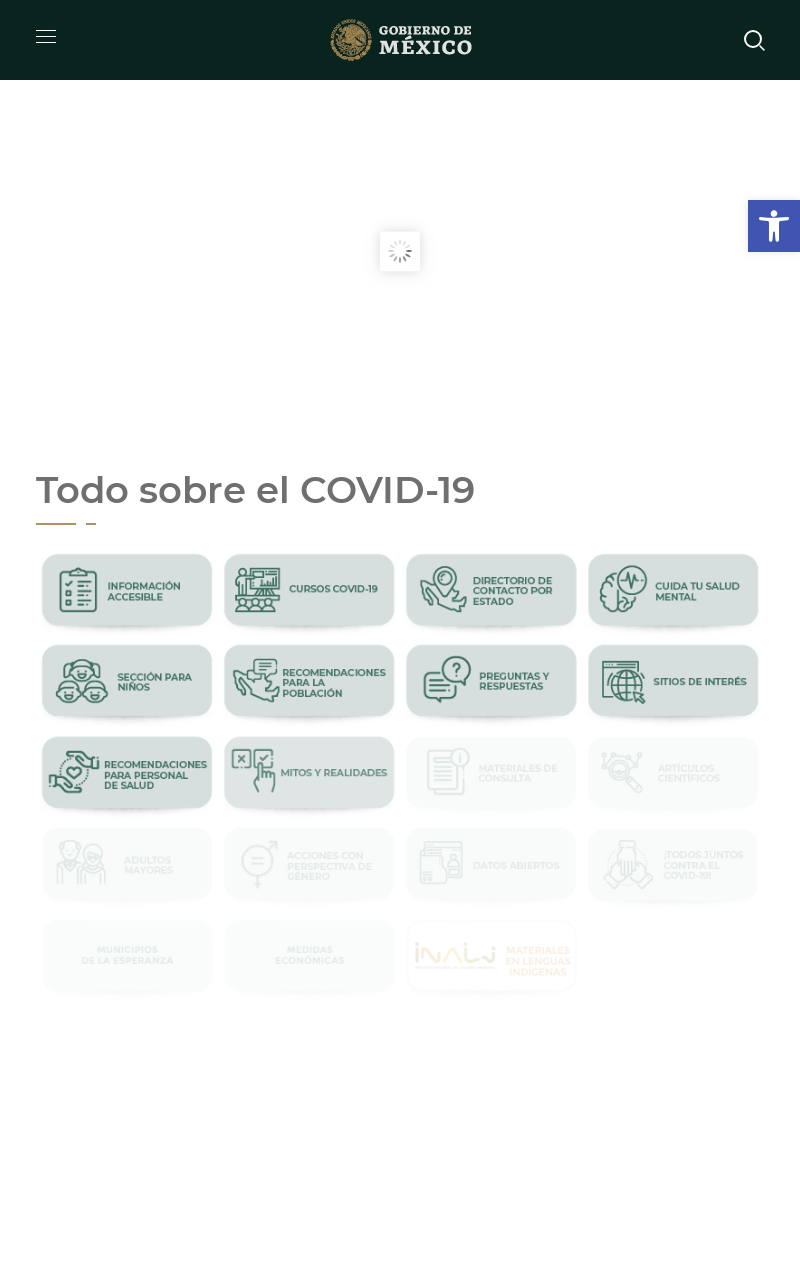 GOBIERNO DE
MÉXICO
Todo sobre el COVID-19
INFORMACIÓN
ACCESIBLE
CURSOS COVID-19
DIRECTORIO DE
CONTACTO POR
ESTADO
CUIDA TU SALUD
MENTAL
SECCIÓN PARA
NIÑOS
RECOMENDACIONES
PARA LA
POBLACIÓN
PREGUNTAS Y
RESPUESTAS
SITIOS DE INTERÉS
RECOMENDACIONES
PARA PERSONAL
DE SALUD
MITOS Y REALIDADES
MATERIALES DE
CONSULTA
ARTÍCULOS
CIENTÍFICOS
ADULTOS
MAYORES
ACCIONES CON
PERSPECTIVA DE
GÉNERO
DATOS ABIERTOS
¡TODOS JUNTOS
CONTRA EL
COVID-19!
MUNICIPIOS
DE LA ESPERANZA
MEDIDAS
ECONÓMICAS
INALI
MATERIALES
EN LENGUAS
INDÍGENAS